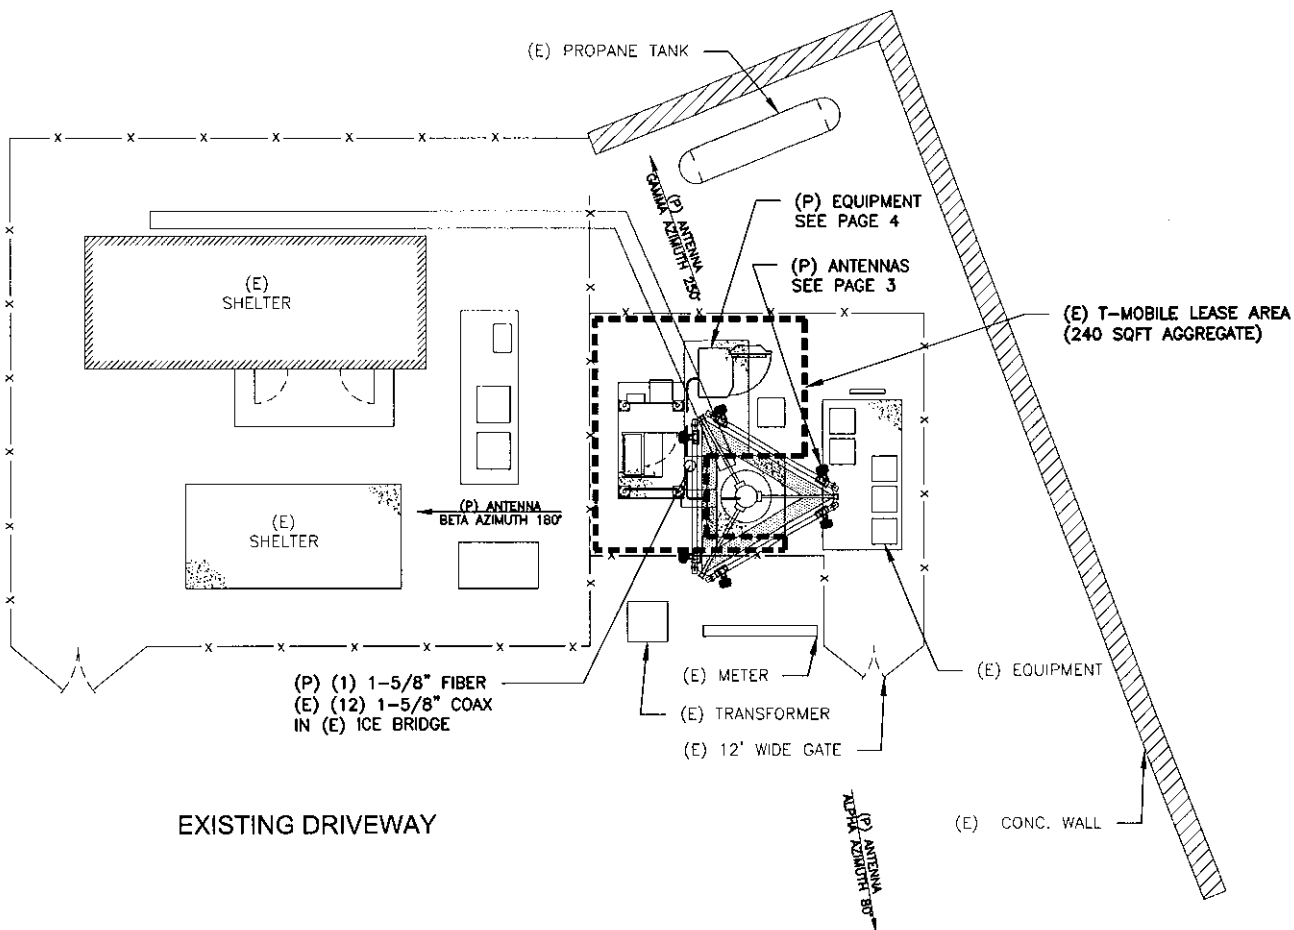 (E) PROPANE TANK
(P) ANTENNA
GAMMA AZIMUTH 250°
(P) EQUIPMENT
SEE PAGE 4
(P) ANTENNAS
SEE PAGE 3
(E) T-MOBILE LEASE AREA
(240 SQFT AGGREGATE)
(E)
SHELTER
(P) ANTENNA
BETA AZIMUTH 180°
(E)
SHELTER
(P) (1) 1-5/8" FIBER
(E) (12) 1-5/8" COAX
IN (E) ICE BRIDGE
(E) METER
(E) TRANSFORMER
(E) 12' WIDE GATE
(E) EQUIPMENT
EXISTING DRIVEWAY
(P) ANTENNA
ALPHA AZIMUTH 80°
(E) CONC. WALL